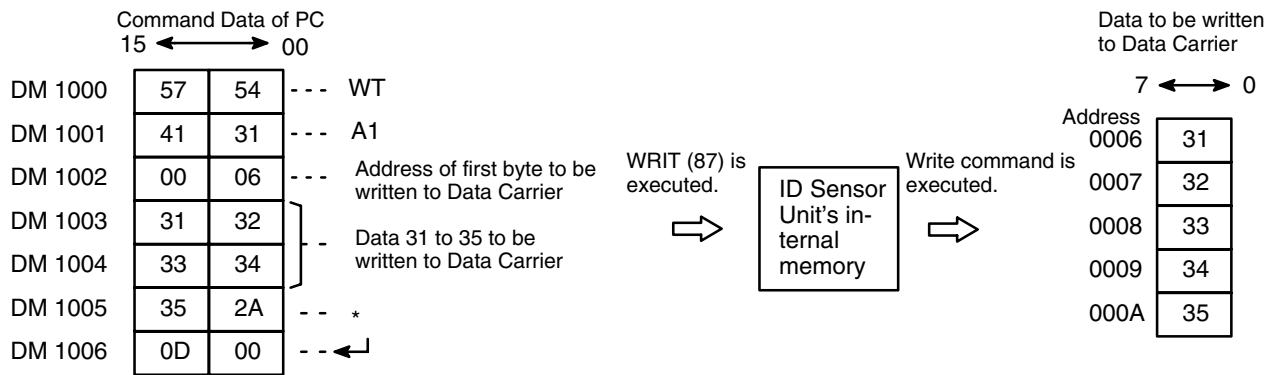 Command Data of PC
15 00
DM 1000 57 54 - - - WT
DM 1001 41 31 - - - A1
DM 1002 00 06 - - - Address of first byte to be
written to Data Carrier
DM 1003 31 32
DM 1004 33 34
- - Data 31 to 35 to be
written to Data Carrier
DM 1005 35 2A - - *
DM 1006 0D 00 - -
WRIT (87) is
executed.
ID Sensor
Unit's in-
ternal
memory
Write command is
executed.
Data to be written
to Data Carrier
7 0
Address
0006 31
0007 32
0008 33
0009 34
000A 35